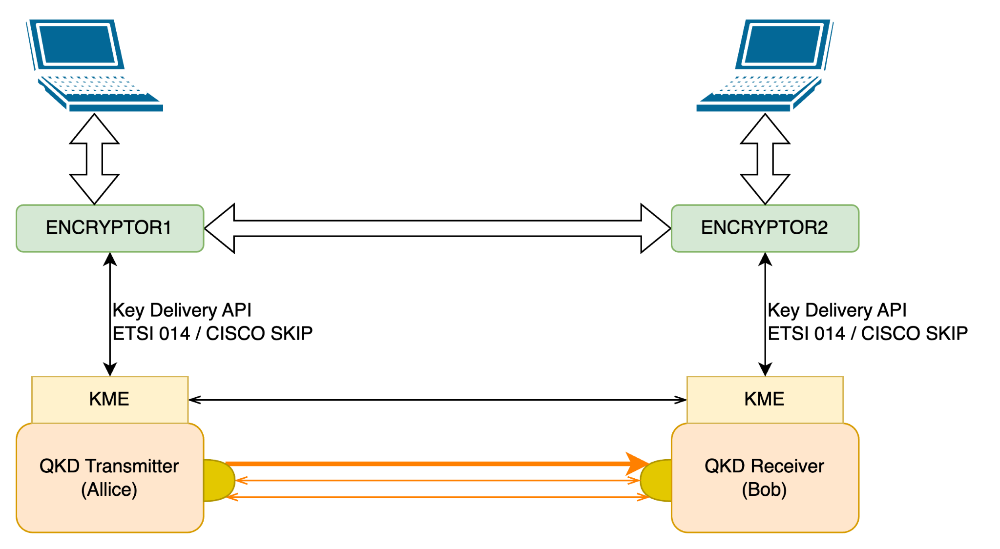 ENCRYPTOR1
ENCRYPTOR2
Key Delivery API
ETSI 014 / CISCO SKIP
Key Delivery API
ETSI 014 / CISCO SKIP
KME
KME
QKD Transmitter
(Allice)
QKD Receiver
(Bob)